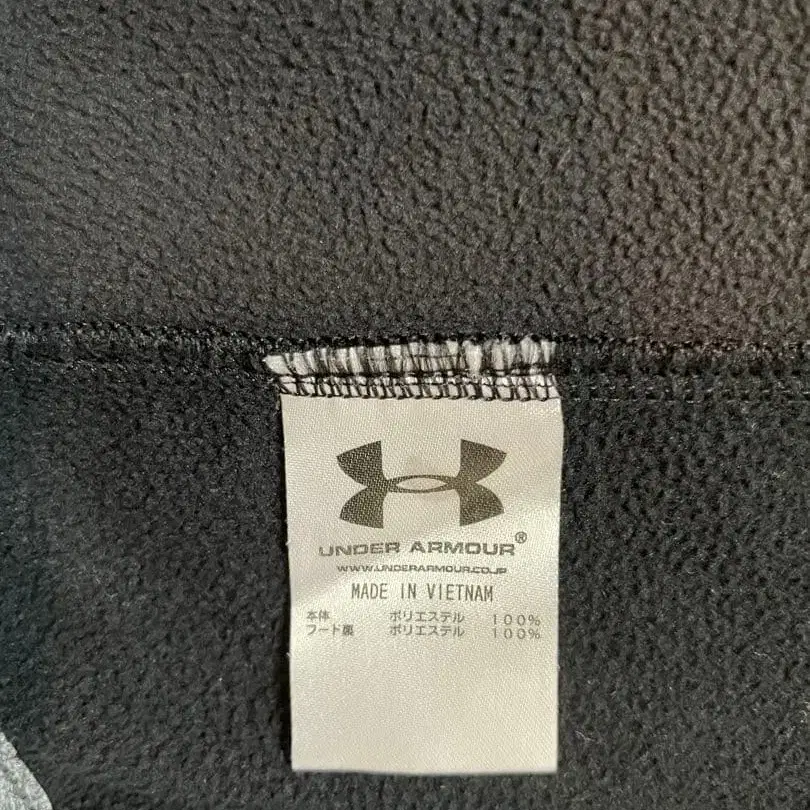 UNDER ARMOUR®
WWW.UNDERARMOUR.CO.JP
MADE IN VIETNAM
本体 ポリエステル 100%
フード裏 ポリエステル 100%